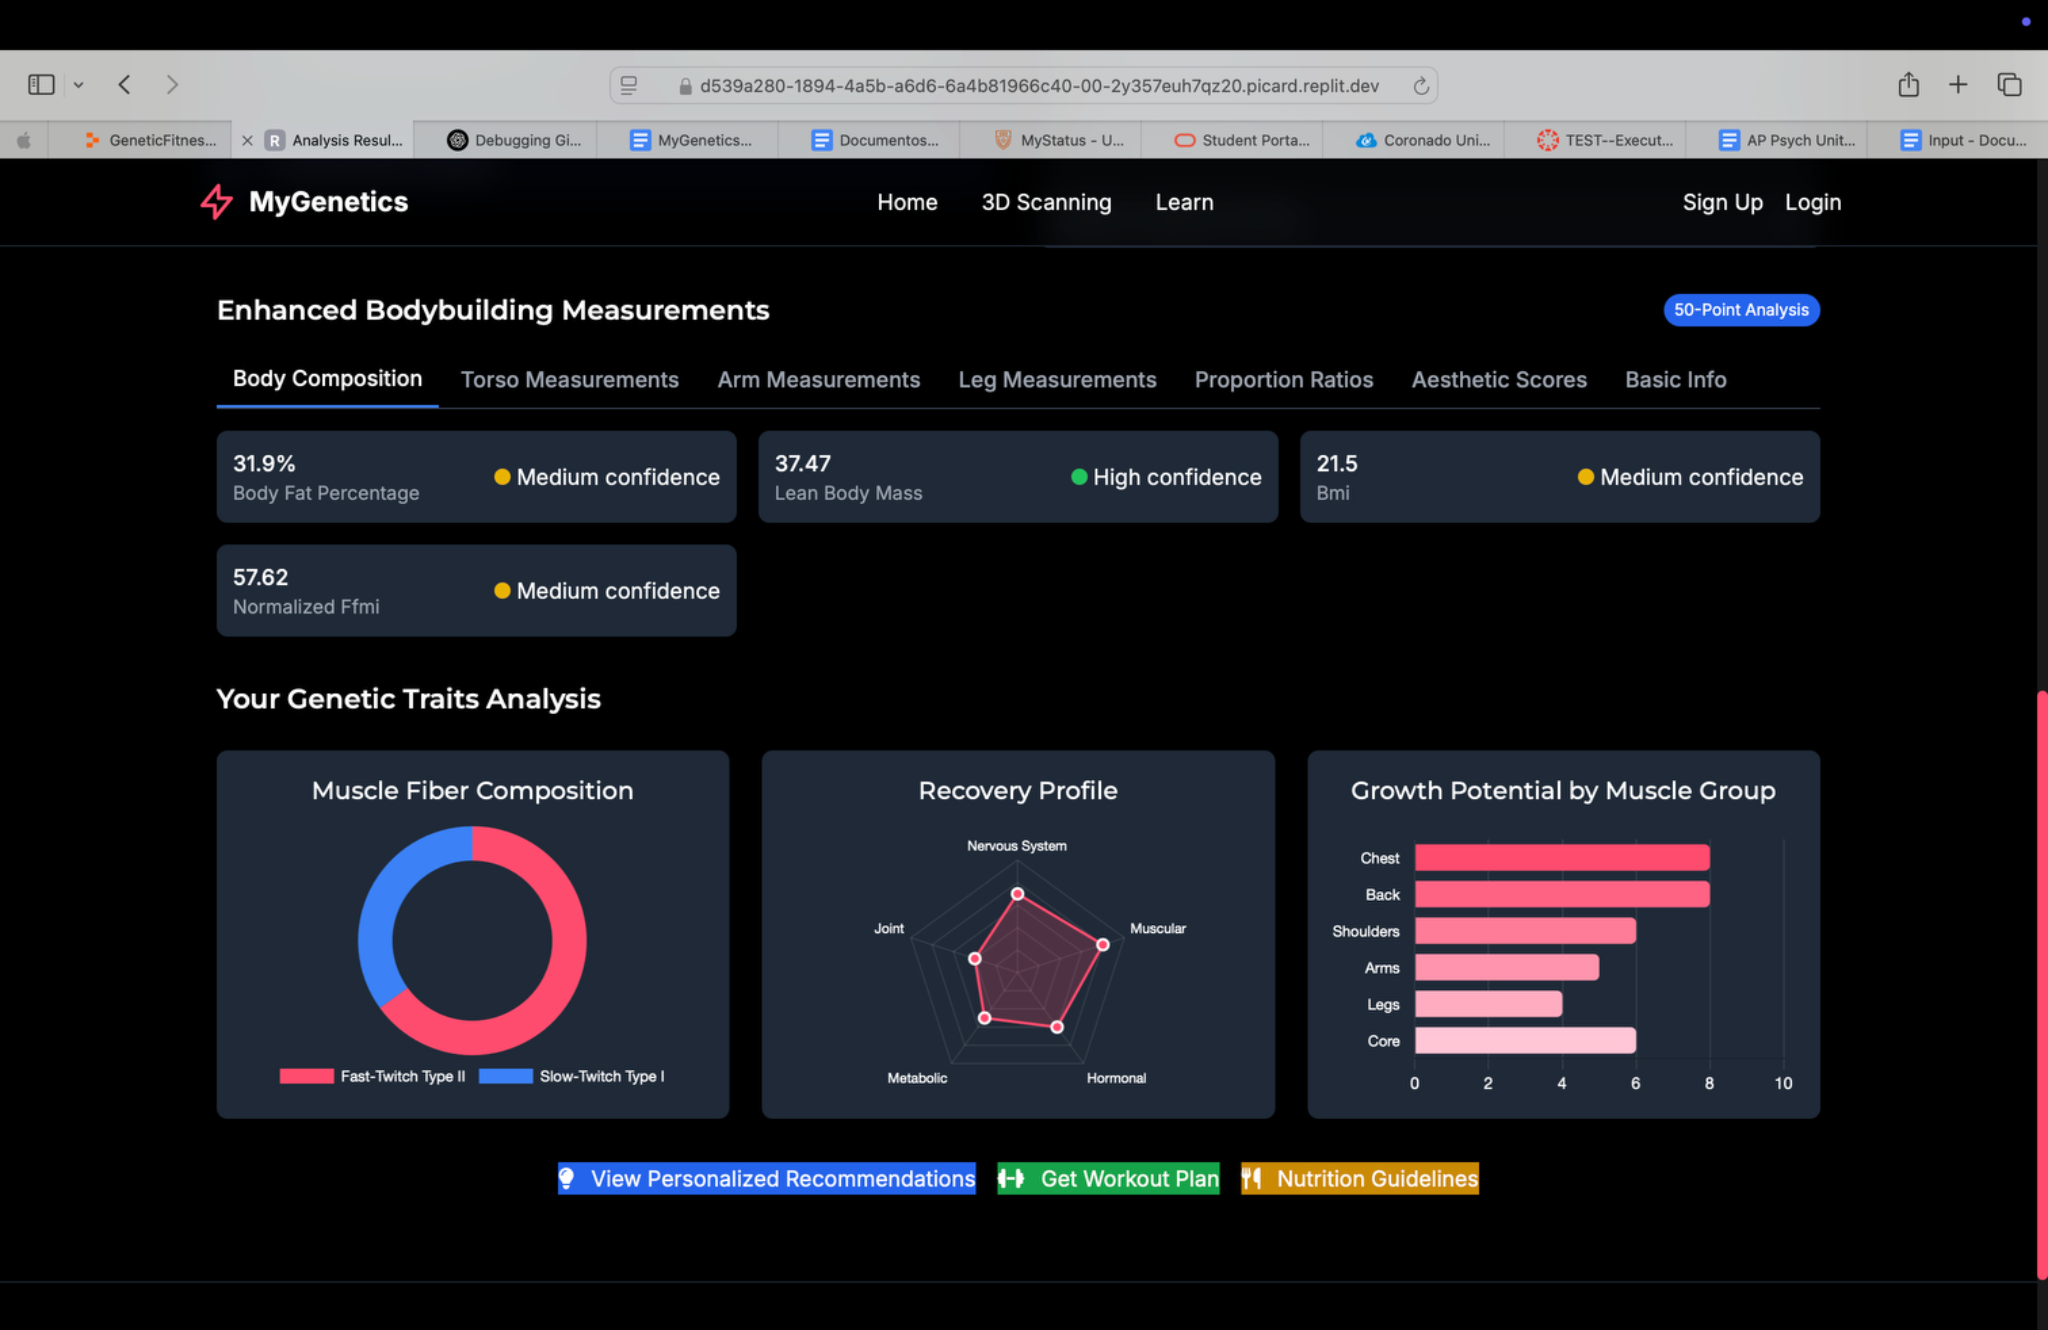 d539a280-1894-4a5b-a6d6-6a4b81966c40-00-2y357euh7qz20.picard.replit.dev
GeneticFitnes...
R Analysis Resul...
Debugging Gi...
MyGenetics...
Documentos...
MyStatus - U...
Student Porta...
Coronado Uni...
TEST--Execut...
AP Psych Unit...
Input - Docu...
MyGenetics
Home 3D Scanning Learn
Sign Up Login
Enhanced Bodybuilding Measurements
50-Point Analysis
Body Composition Torso Measurements Arm Measurements Leg Measurements Proportion Ratios Aesthetic Scores Basic Info
31.9%
Body Fat Percentage
Medium confidence
37.47
Lean Body Mass
High confidence
21.5
Bmi
Medium confidence
57.62
Normalized Ffmi
Medium confidence
Your Genetic Traits Analysis
Muscle Fiber Composition
Fast-Twitch Type II Slow-Twitch Type I
Recovery Profile
Nervous System
Joint
Muscular
Metabolic
Hormonal
Growth Potential by Muscle Group
Chest
Back
Shoulders
Arms
Legs
Core
0 2 4 6 8 10
View Personalized Recommendations
Get Workout Plan
Nutrition Guidelines